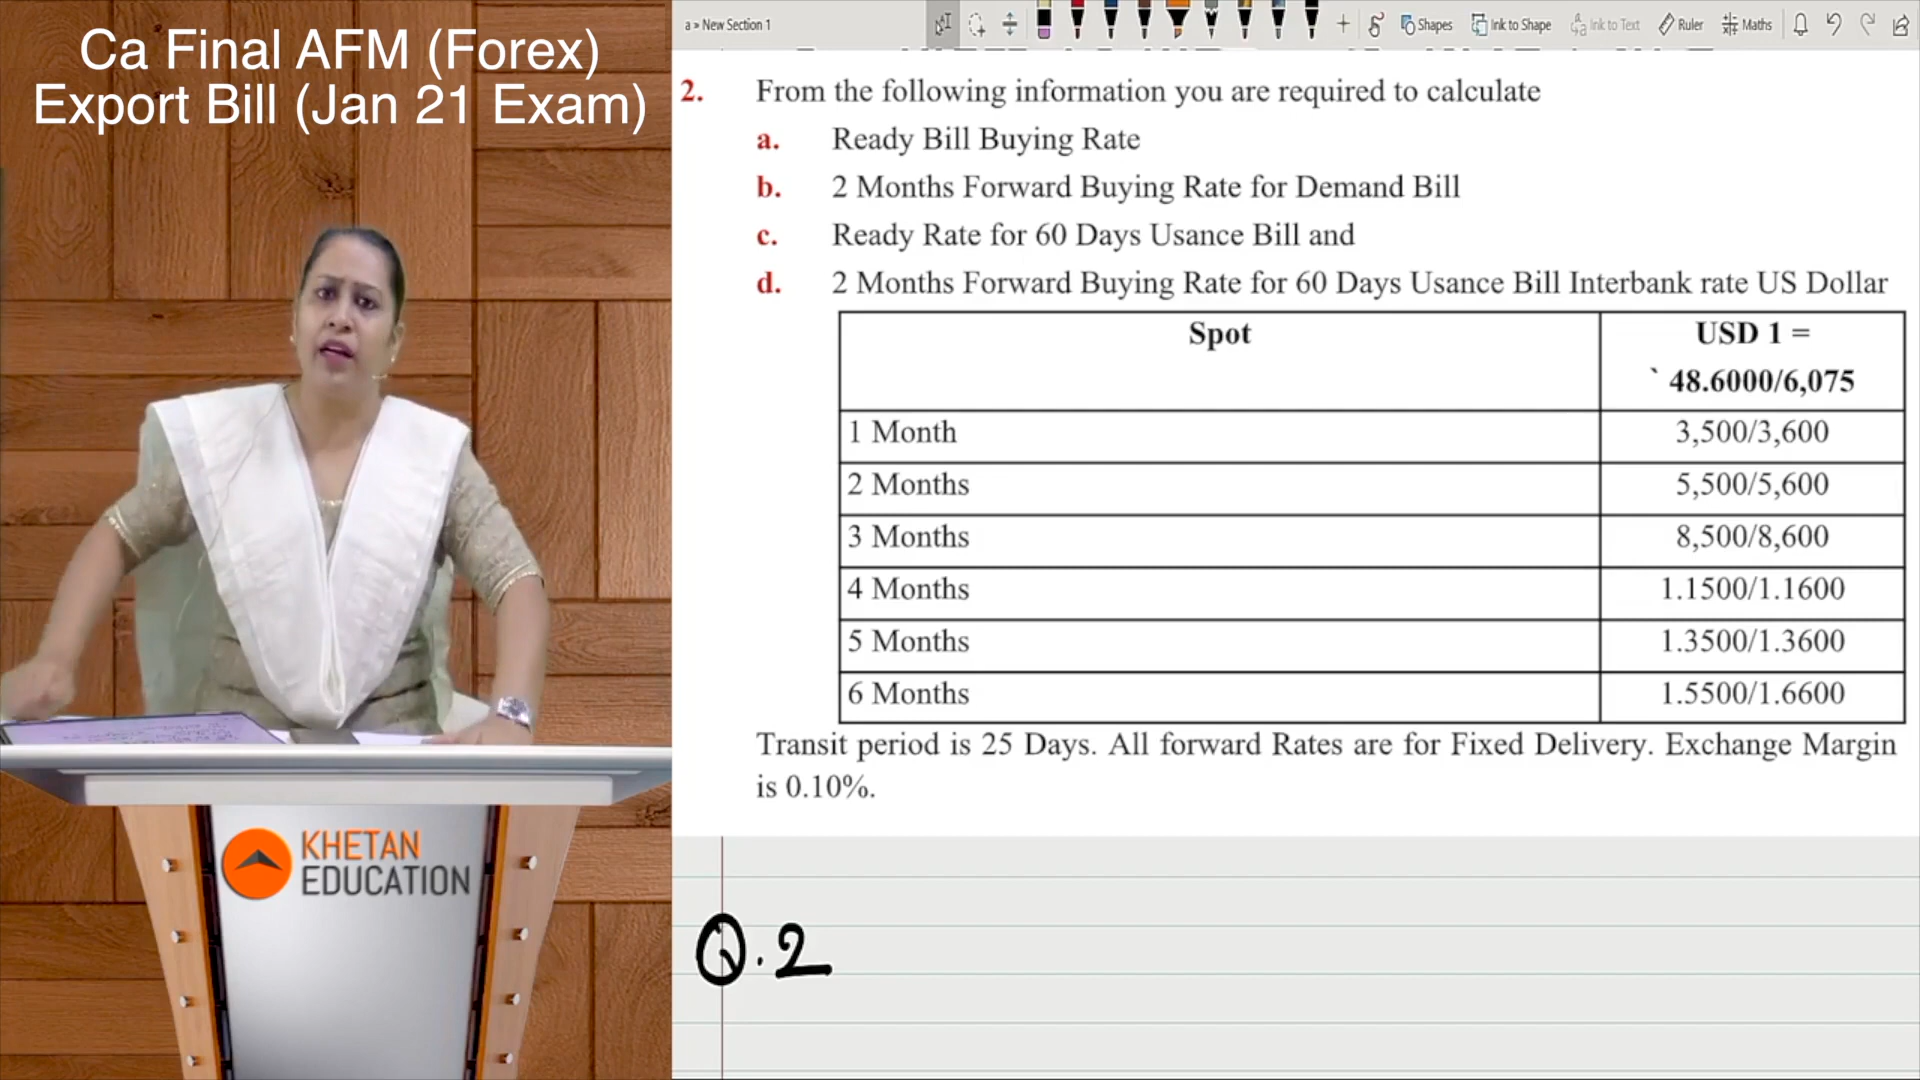 Ca Final AFM (Forex)
Export Bill (Jan 21 Exam)
a » New Section 1
Shapes
Ink to Shape
Ink to Text
Ruler
Maths
2. From the following information you are required to calculate
a. Ready Bill Buying Rate
b. 2 Months Forward Buying Rate for Demand Bill
c. Ready Rate for 60 Days Usance Bill and
d. 2 Months Forward Buying Rate for 60 Days Usance Bill Interbank rate US Dollar
Spot USD 1 =
` 48.6000/6,075
1 Month 3,500/3,600
2 Months 5,500/5,600
3 Months 8,500/8,600
4 Months 1.1500/1.1600
5 Months 1.3500/1.3600
6 Months 1.5500/1.6600
Transit period is 25 Days. All forward Rates are for Fixed Delivery. Exchange Margin
is 0.10%.
Q.2
KHETAN
EDUCATION